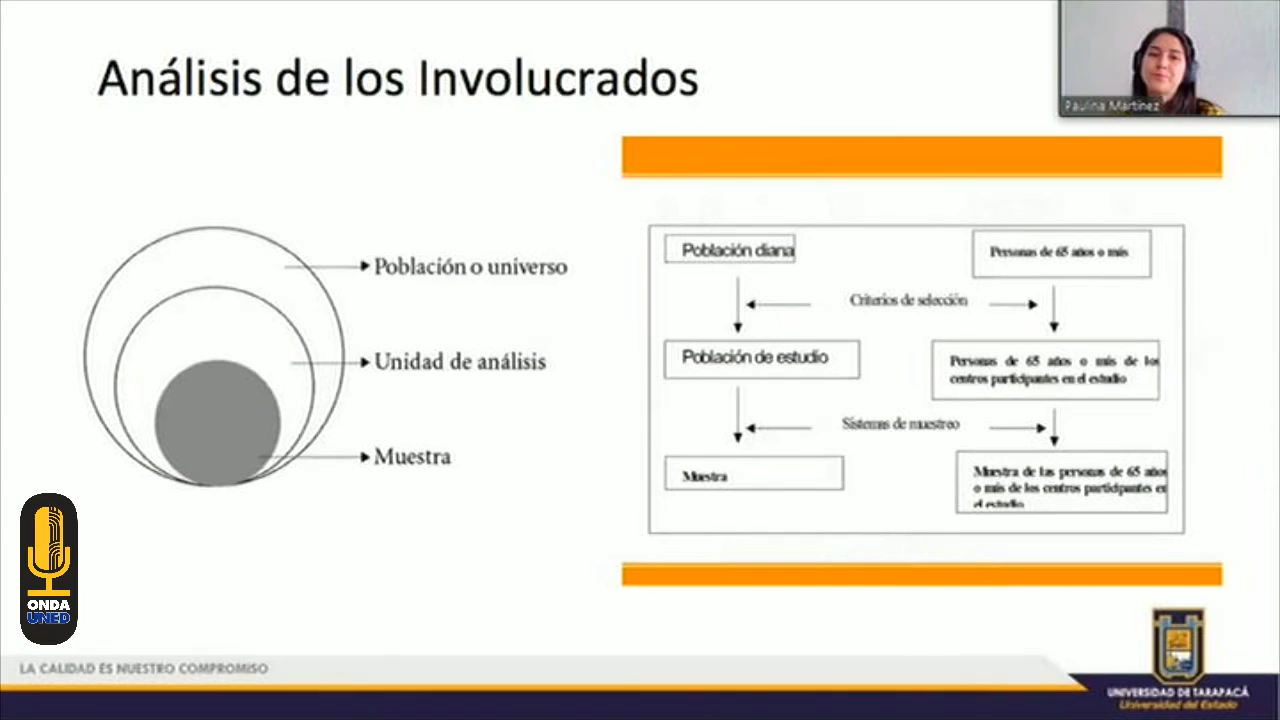 Análisis de los Involucrados
Paulina Martínez
Población o universo
Unidad de análisis
Muestra
Población diana
Personas de 65 años o más
Criterios de selección
Población de estudio
Personas de 65 años o más de los
centros participantes en el estudio
Sistemas de muestreo
Muestra
Muestra de las personas de 65 años
o más de los centros participantes en
el estudio
ONDA
UNED
LA CALIDAD ES NUESTRO COMPROMISO
UNIVERSIDAD DE TARAPACÁ
Universidad del Estado